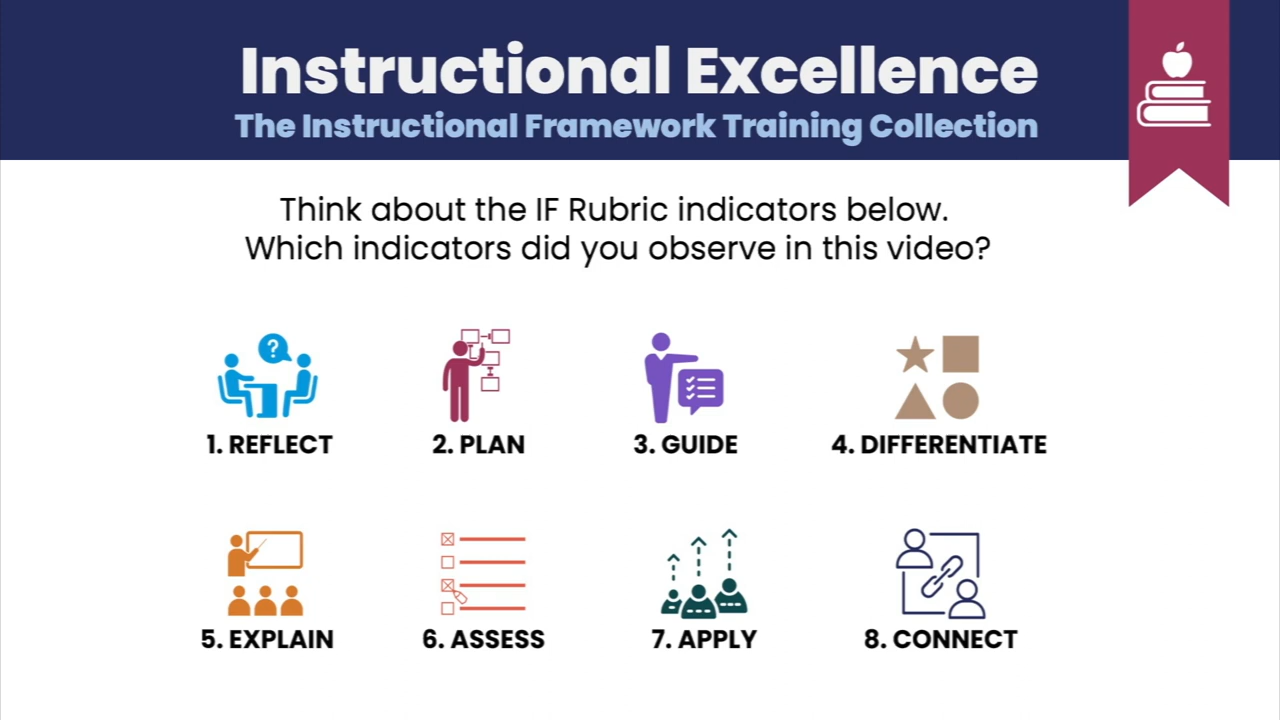 Instructional Excellence
The Instructional Framework Training Collection
Think about the IF Rubric indicators below.
Which indicators did you observe in this video?
?
1. REFLECT
2. PLAN
3. GUIDE
4. DIFFERENTIATE
5. EXPLAIN
6. ASSESS
7. APPLY
8. CONNECT